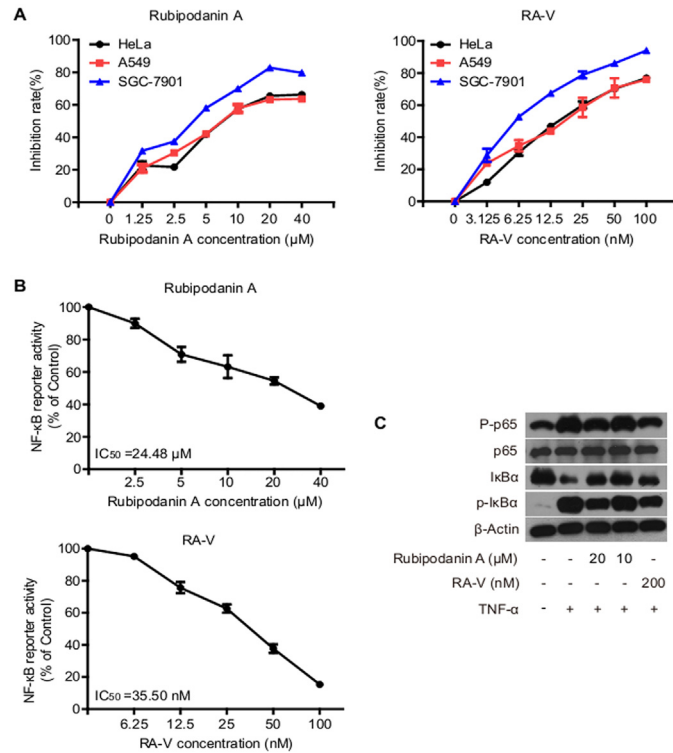 A
Rubipodanin A
HeLa
A549
SGC-7901
Inhibition rate(%)
100
80
60
40
20
0
0 1.25 2.5 5 10 20 40
Rubipodanin A concentration (μM)
RA-V
HeLa
A549
SGC-7901
Inhibition rate(%)
100
80
60
40
20
0
0 3.125 6.25 12.5 25 50 100
RA-V concentration (nM)
B
Rubipodanin A
NF-κB reporter activity
(% of Control)
100
80
60
40
20
0
IC50 =24.48 μM
2.5 5 10 20 40
Rubipodanin A concentration (μM)
RA-V
NF-κB reporter activity
(% of Control)
100
80
60
40
20
0
IC50 =35.50 nM
6.25 12.5 25 50 100
RA-V concentration (nM)
C
P-p65
p65
IκBα
p-IκBα
β-Actin
Rubipodanin A (μM) - - 20 10 -
RA-V (nM) - - - - 200
TNF-α - + + + +